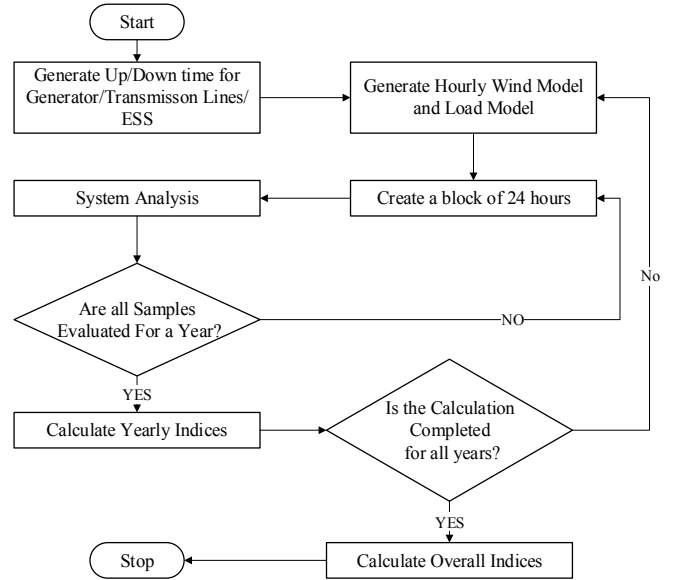 Start
Generate Up/Down time for
Generator/Transmisson Lines/
ESS
Generate Hourly Wind Model
and Load Model
System Analysis
Create a block of 24 hours
No
Are all Samples
Evaluated For a Year?
NO
YES
Calculate Yearly Indices
Is the Calculation
Completed
for all years?
YES
Stop
Calculate Overall Indices